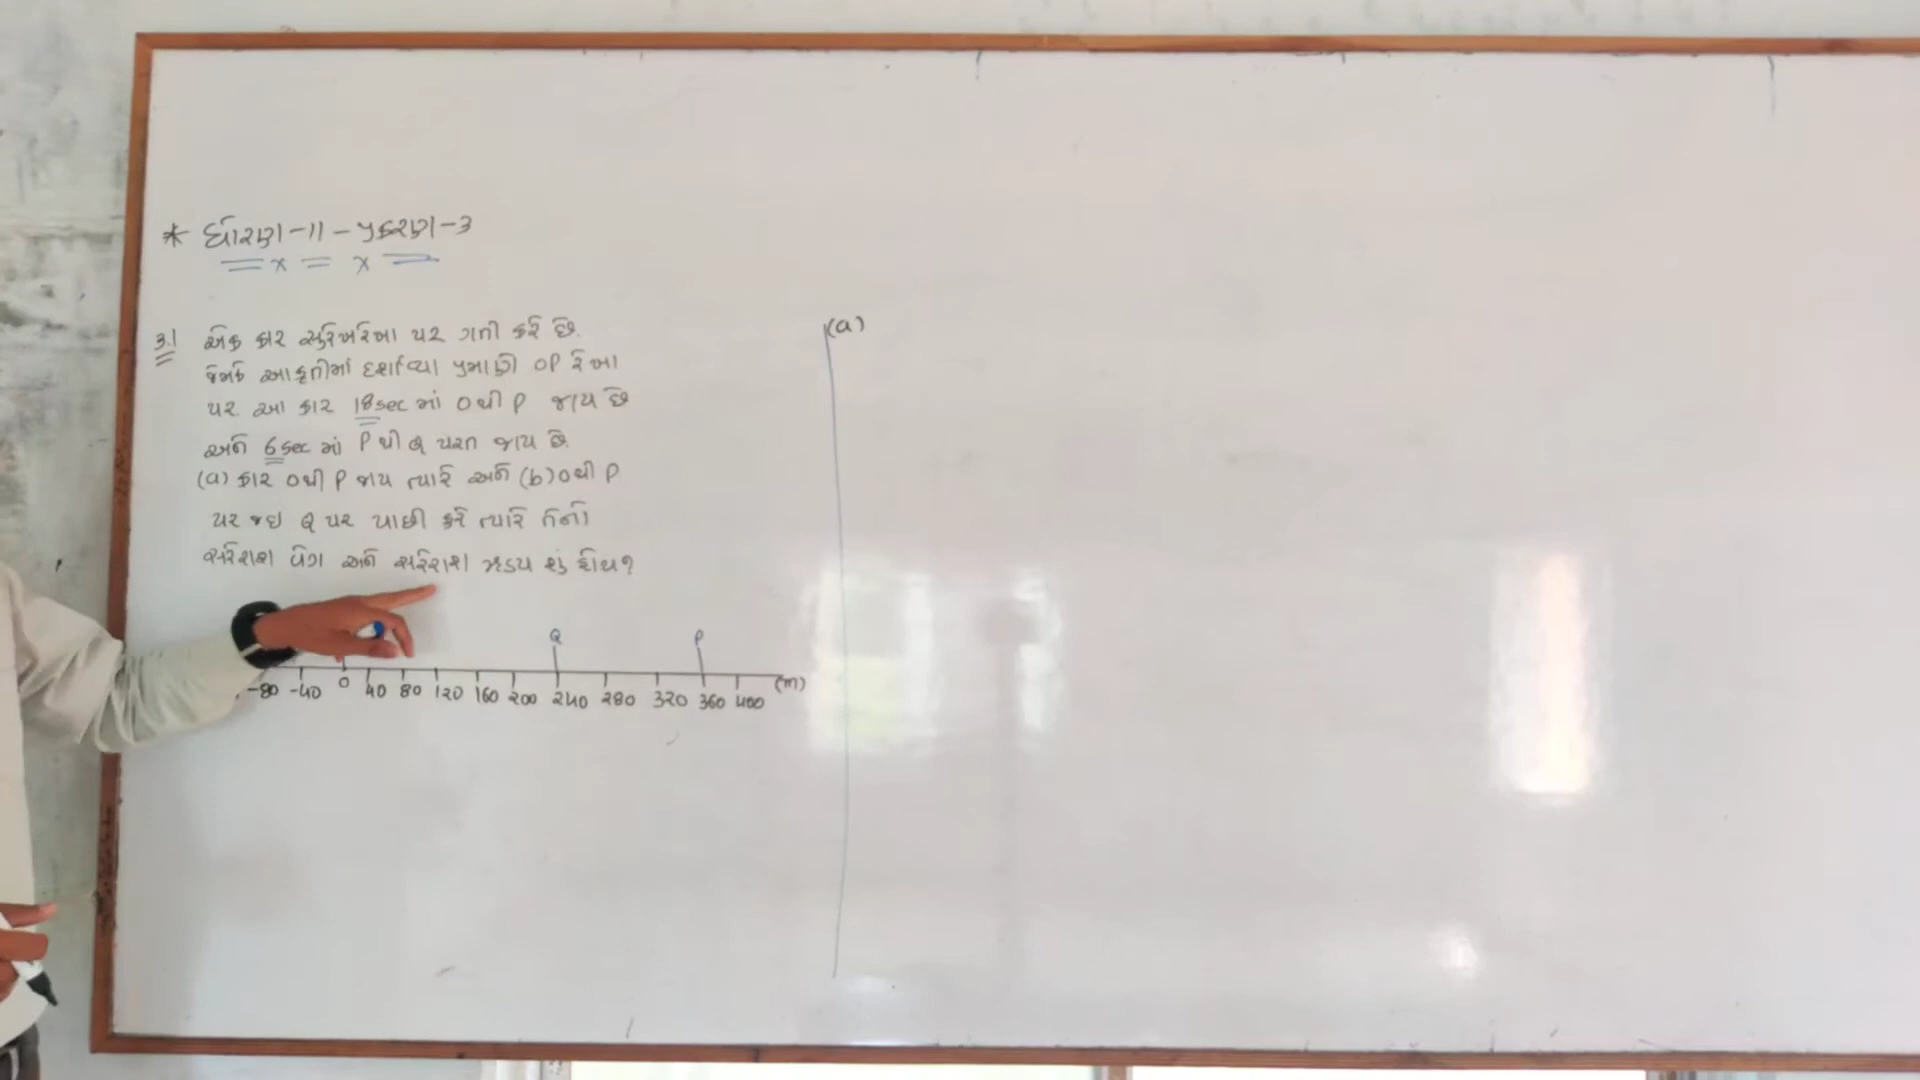 * ધોરણ-11-પ્રકરણ-3
3.1 એક કાર સુરેખરેખા પર ગતી કરે છે.
જેમકે આકૃતીમાં દર્શાવ્યા પ્રમાણે OP રેખા
પર આ કાર 18sec માં O થી P જાય છે
અને 6sec માં P થી Q પરત જાય છે.
(a) કાર O થી P જાય ત્યારે અને (b) O થી P
પર જઇ Q પર પાછી ફરે ત્યારે તેનો
સરેરાશ વેગ અને સરેરાશ ઝડપ શું હોય?
Q P
-80 -40 0 40 80 120 160 200 240 280 320 360 400 (m)
(a)